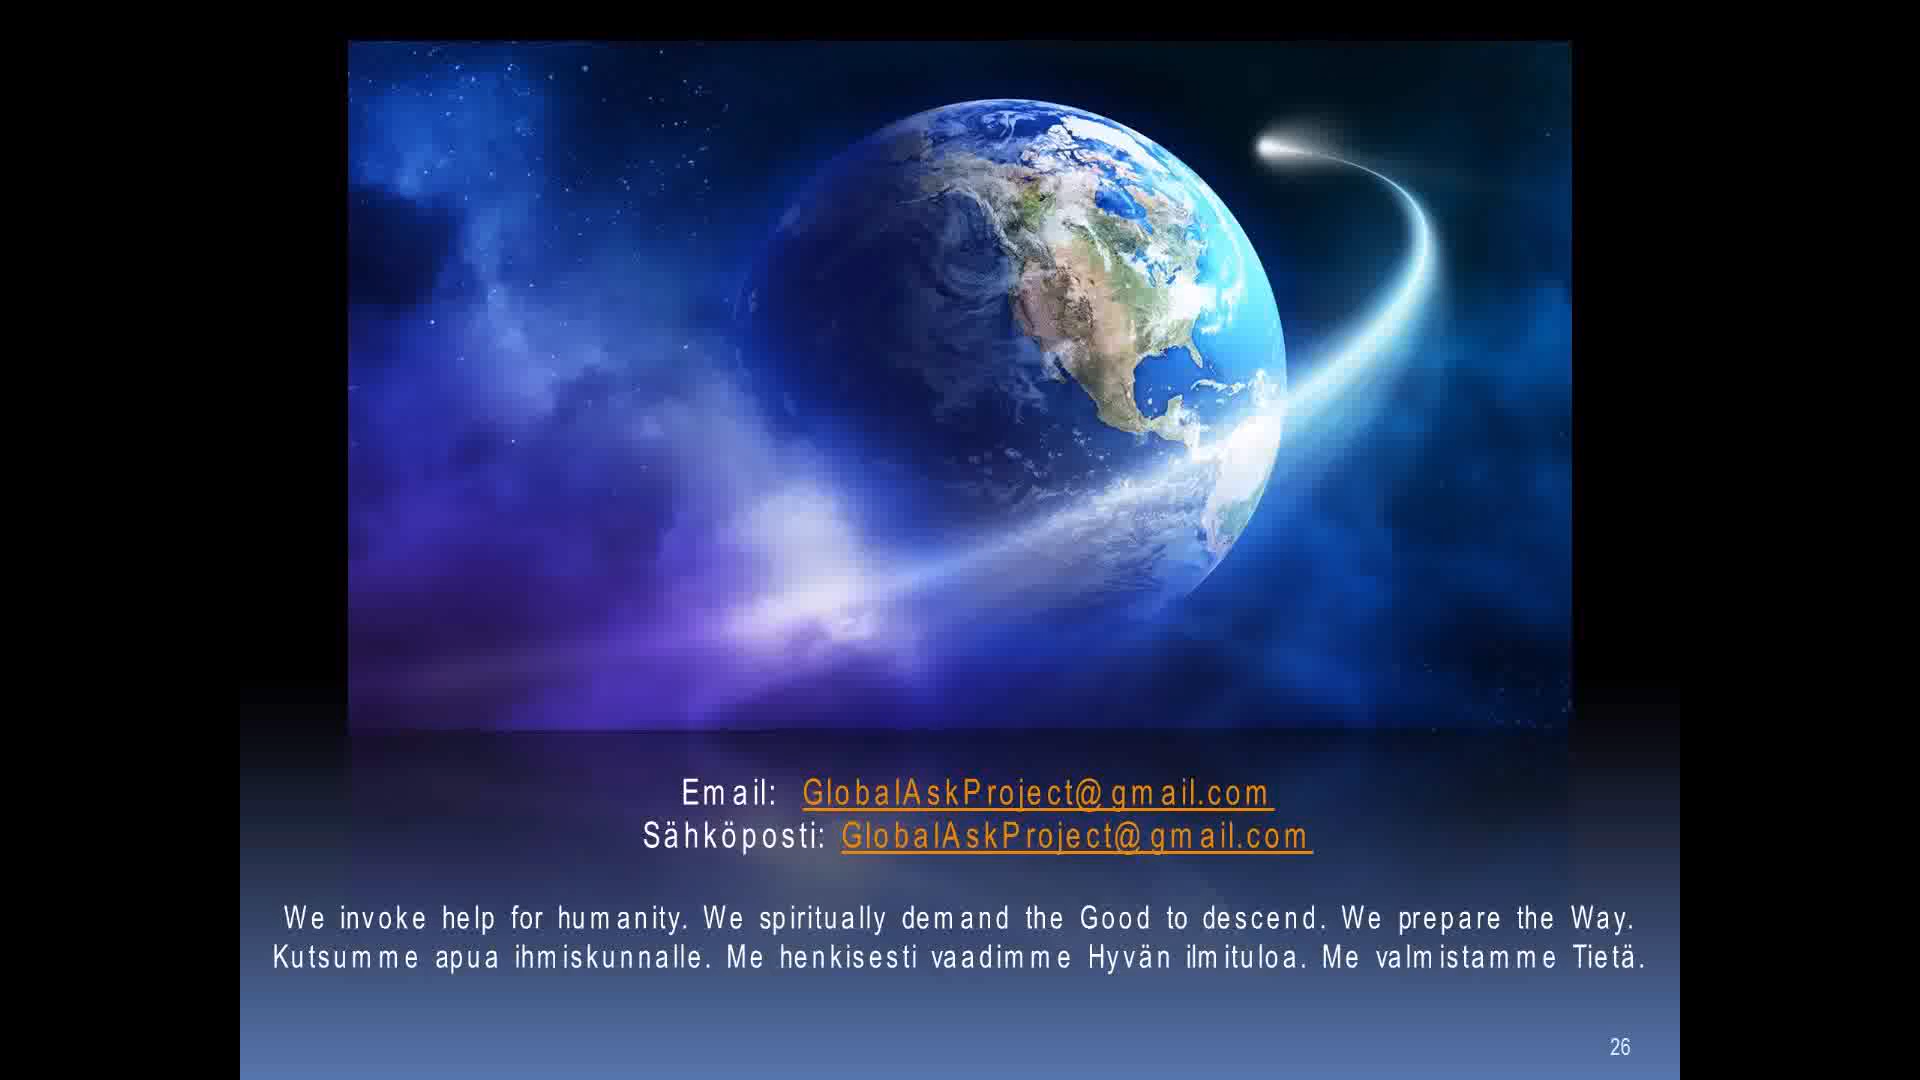 Email: GlobalAskProject@gmail.com
Sähköposti: GlobalAskProject@gmail.com
We invoke help for humanity. We spiritually demand the Good to descend. We prepare the Way.
Kutsumme apua ihmiskunnalle. Me henkisesti vaadimme Hyvän ilmituloa. Me valmistamme Tietä.
26